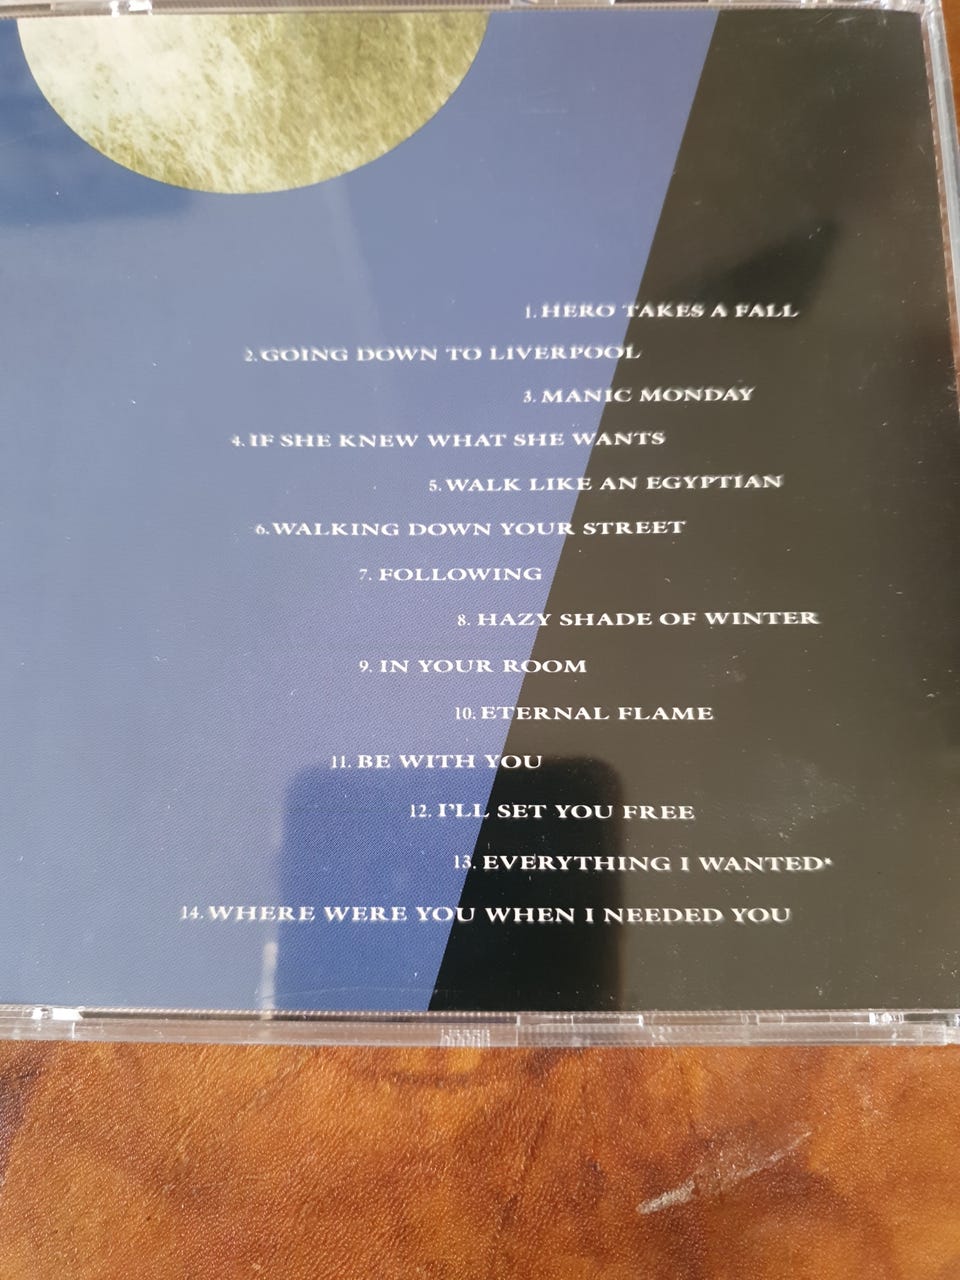 1. HERO TAKES A FALL
2. GOING DOWN TO LIVERPOOL
3. MANIC MONDAY
4. IF SHE KNEW WHAT SHE WANTS
5. WALK LIKE AN EGYPTIAN
6. WALKING DOWN YOUR STREET
7. FOLLOWING
8. HAZY SHADE OF WINTER
9. IN YOUR ROOM
10. ETERNAL FLAME
11. BE WITH YOU
12. I'LL SET YOU FREE
13. EVERYTHING I WANTED*
14. WHERE WERE YOU WHEN I NEEDED YOU